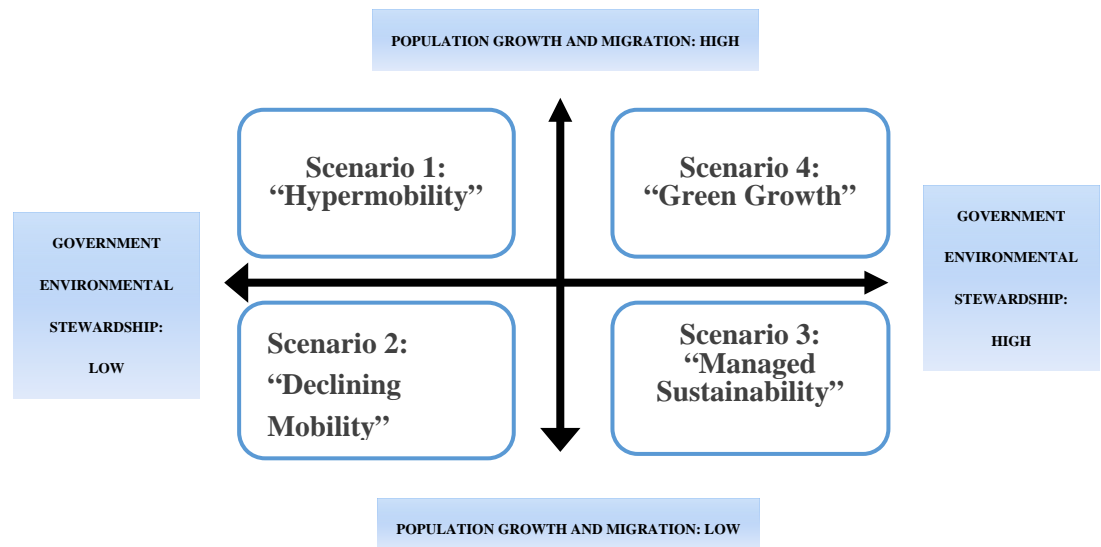 POPULATION GROWTH AND MIGRATION: HIGH
Scenario 1:
“Hypermobility”
Scenario 4:
“Green Growth”
GOVERNMENT
ENVIRONMENTAL
STEWARDSHIP:
LOW
GOVERNMENT
ENVIRONMENTAL
STEWARDSHIP:
HIGH
Scenario 2:
“Declining
Mobility”
Scenario 3:
“Managed
Sustainability”
POPULATION GROWTH AND MIGRATION: LOW